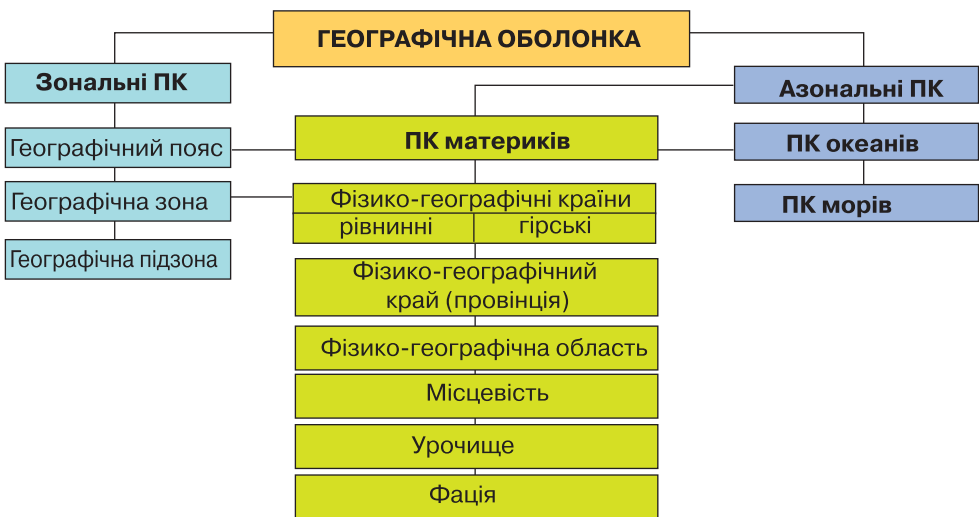 ГЕОГРАФІЧНА ОБОЛОНКА
Зональні ПК
Географічний пояс
Географічна зона
Географічна підзона
ПК материків
Фізико-географічні країни
рівнинні
гірські
Фізико-географічний
край (провінція)
Фізико-географічна область
Місцевість
Урочище
Фація
Азональні ПК
ПК океанів
ПК морів